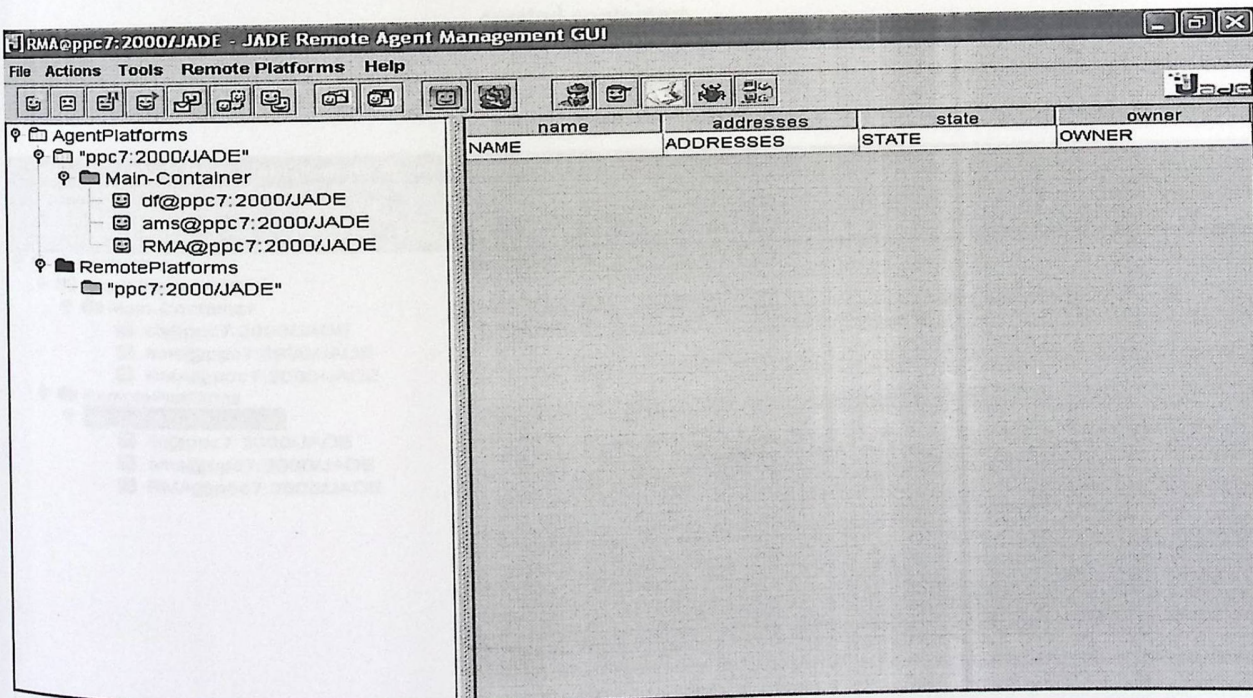 RMA@ppc7:2000/JADE - JADE Remote Agent Management GUI
File Actions Tools Remote Platforms Help
Jade
AgentPlatforms
"ppc7:2000/JADE"
Main-Container
df@ppc7:2000/JADE
ams@ppc7:2000/JADE
RMA@ppc7:2000/JADE
RemotePlatforms
"ppc7:2000/JADE"
name addresses state owner
NAME ADDRESSES STATE OWNER